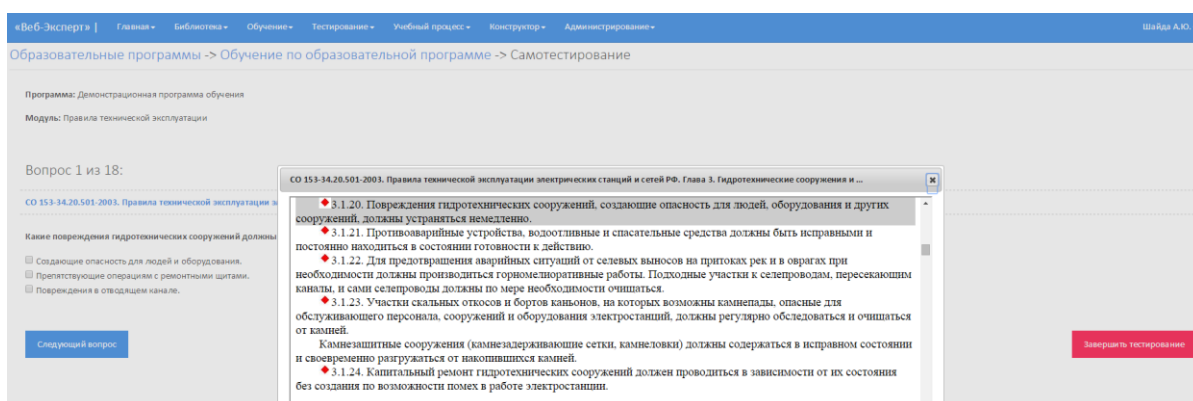 «Веб-Эксперт» | Главная Библиотека Обучение Тестирование Учебный процесс Конструктор Администрирование Шайда А.Ю.
Образовательные программы -> Обучение по образовательной программе -> Самотестирование
Программа: Демонстрационная программа обучения
Модуль: Правила технической эксплуатации
Вопрос 1 из 18:
СО 153-34.20.501-2003. Правила технической эксплуатации
Какие повреждения гидротехнических сооружений должны
Создающие опасность для людей и оборудования.
Препятствующие операциям с ремонтными щитами.
Повреждения в отводящем канале.
Следующий вопрос
Завершить тестирование
СО 153-34.20.501-2003. Правила технической эксплуатации электрических станций и сетей РФ. Глава 3. Гидротехнические сооружения и ...
3.1.20. Повреждения гидротехнических сооружений, создающие опасность для людей, оборудования и других
сооружений, должны устраняться немедленно.
3.1.21. Противоаварийные устройства, водоотливные и спасательные средства должны быть исправными и
постоянно находиться в состоянии готовности к действию.
3.1.22. Для предотвращения аварийных ситуаций от селевых выносов на притоках рек и в оврагах при
необходимости должны производиться горномелиоративные работы. Подходные участки к селепроводам, пересекающим
каналы, и сами селепроводы должны по мере необходимости очищаться.
3.1.23. Участки скальных откосов и бортов каньонов, на которых возможны камнепады, опасные для
обслуживающего персонала, сооружений и оборудования электростанций, должны регулярно обследоваться и очищаться
от камней.
Камнезащитные сооружения (камнезадерживающие сетки, камнеловки) должны содержаться в исправном состоянии
и своевременно разгружаться от накопившихся камней.
3.1.24. Капитальный ремонт гидротехнических сооружений должен проводиться в зависимости от их состояния
без создания по возможности помех в работе электростанции.